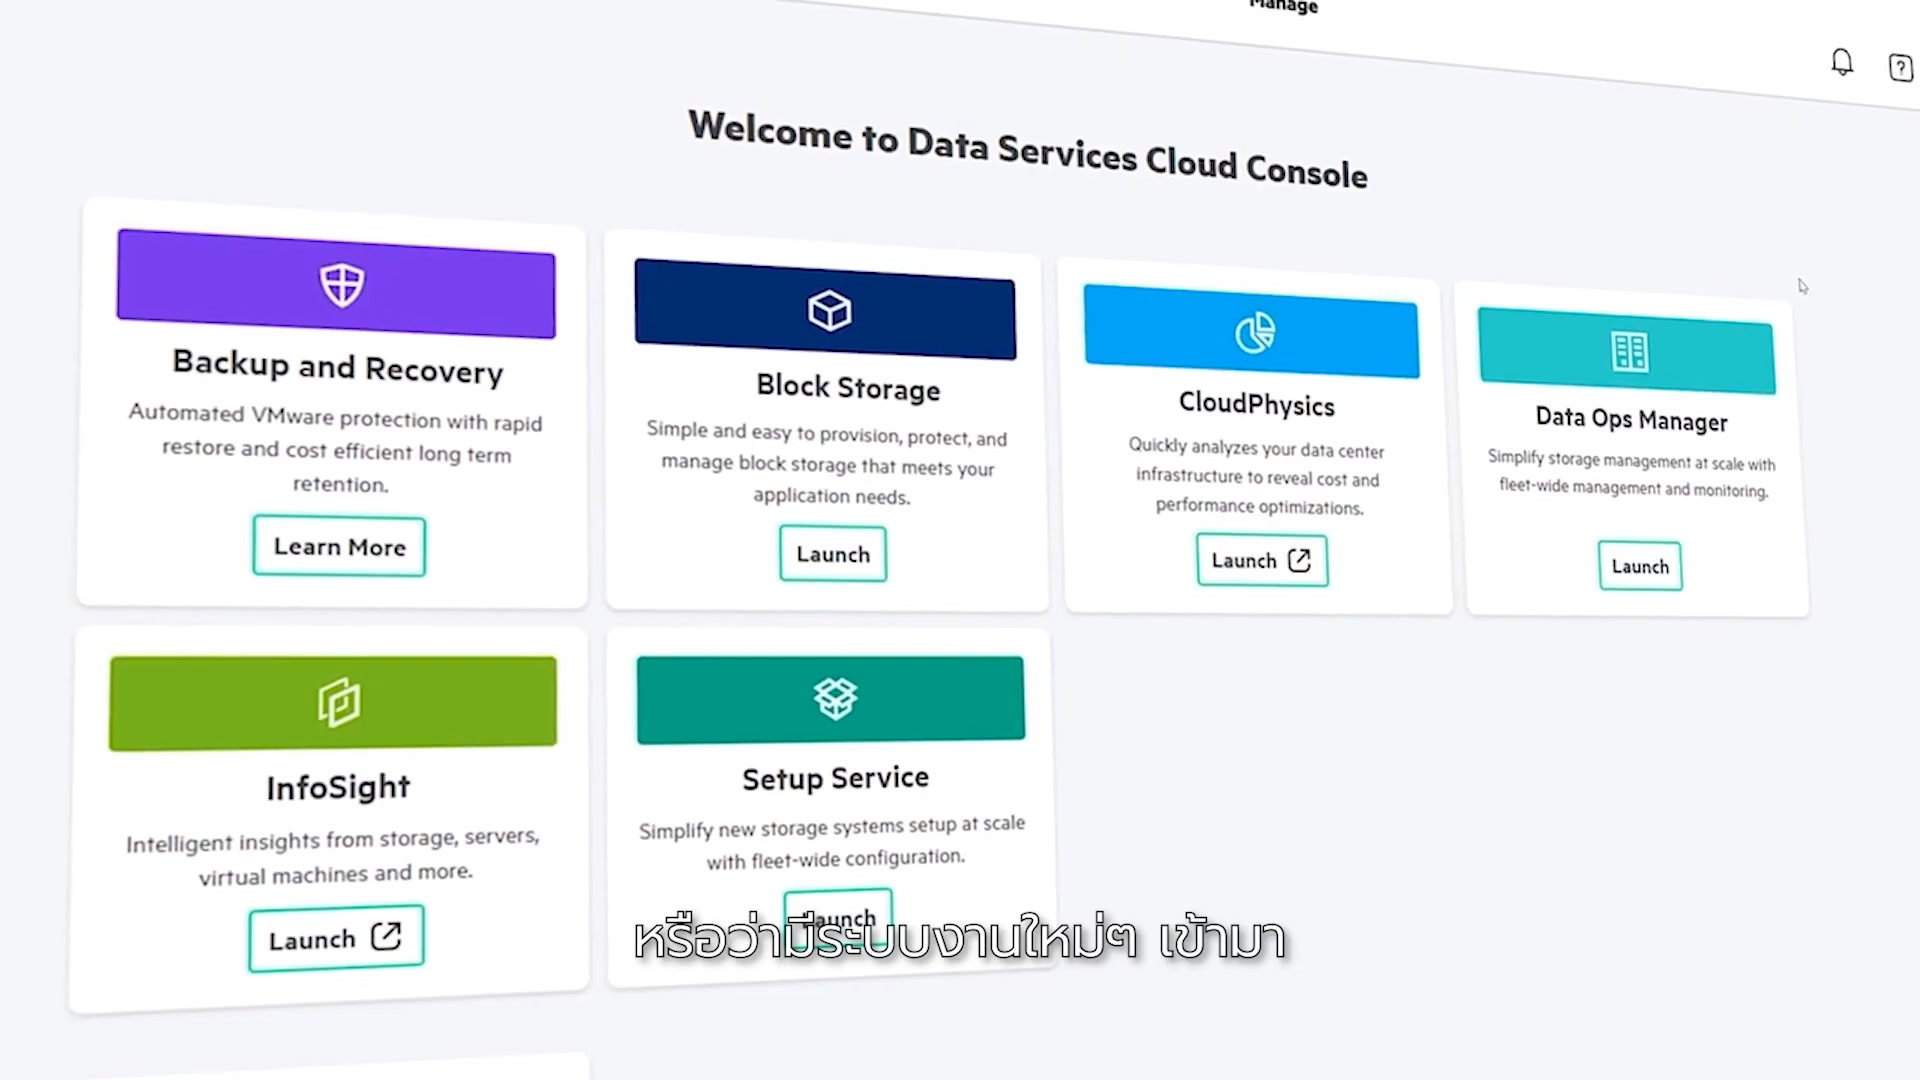 Manage
Welcome to Data Services Cloud Console
Backup and Recovery
Automated VMware protection with rapid
restore and cost efficient long term
retention.
Learn More
Block Storage
Simple and easy to provision, protect, and
manage block storage that meets your
application needs.
Launch
CloudPhysics
Quickly analyzes your data center
infrastructure to reveal cost and
performance optimizations.
Launch
Data Ops Manager
Simplify storage management at scale with
fleet-wide management and monitoring.
Launch
InfoSight
Intelligent insights from storage, servers,
virtual machines and more.
Launch
Setup Service
Simplify new storage systems setup at scale
with fleet-wide configuration.
Launch
หรือว่ามีระบบงานใหม่ๆ เข้ามา